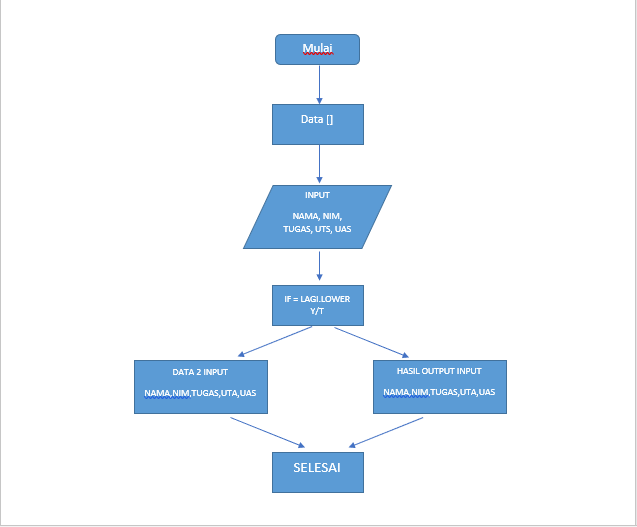 Mulai
Data []
INPUT
NAMA, NIM,
TUGAS, UTS, UAS
IF = LAGI.LOWER
Y/T
DATA 2 INPUT
NAMA,NIM,TUGAS,UTA,UAS
HASIL OUTPUT INPUT
NAMA,NIM,TUGAS,UTA,UAS
SELESAI